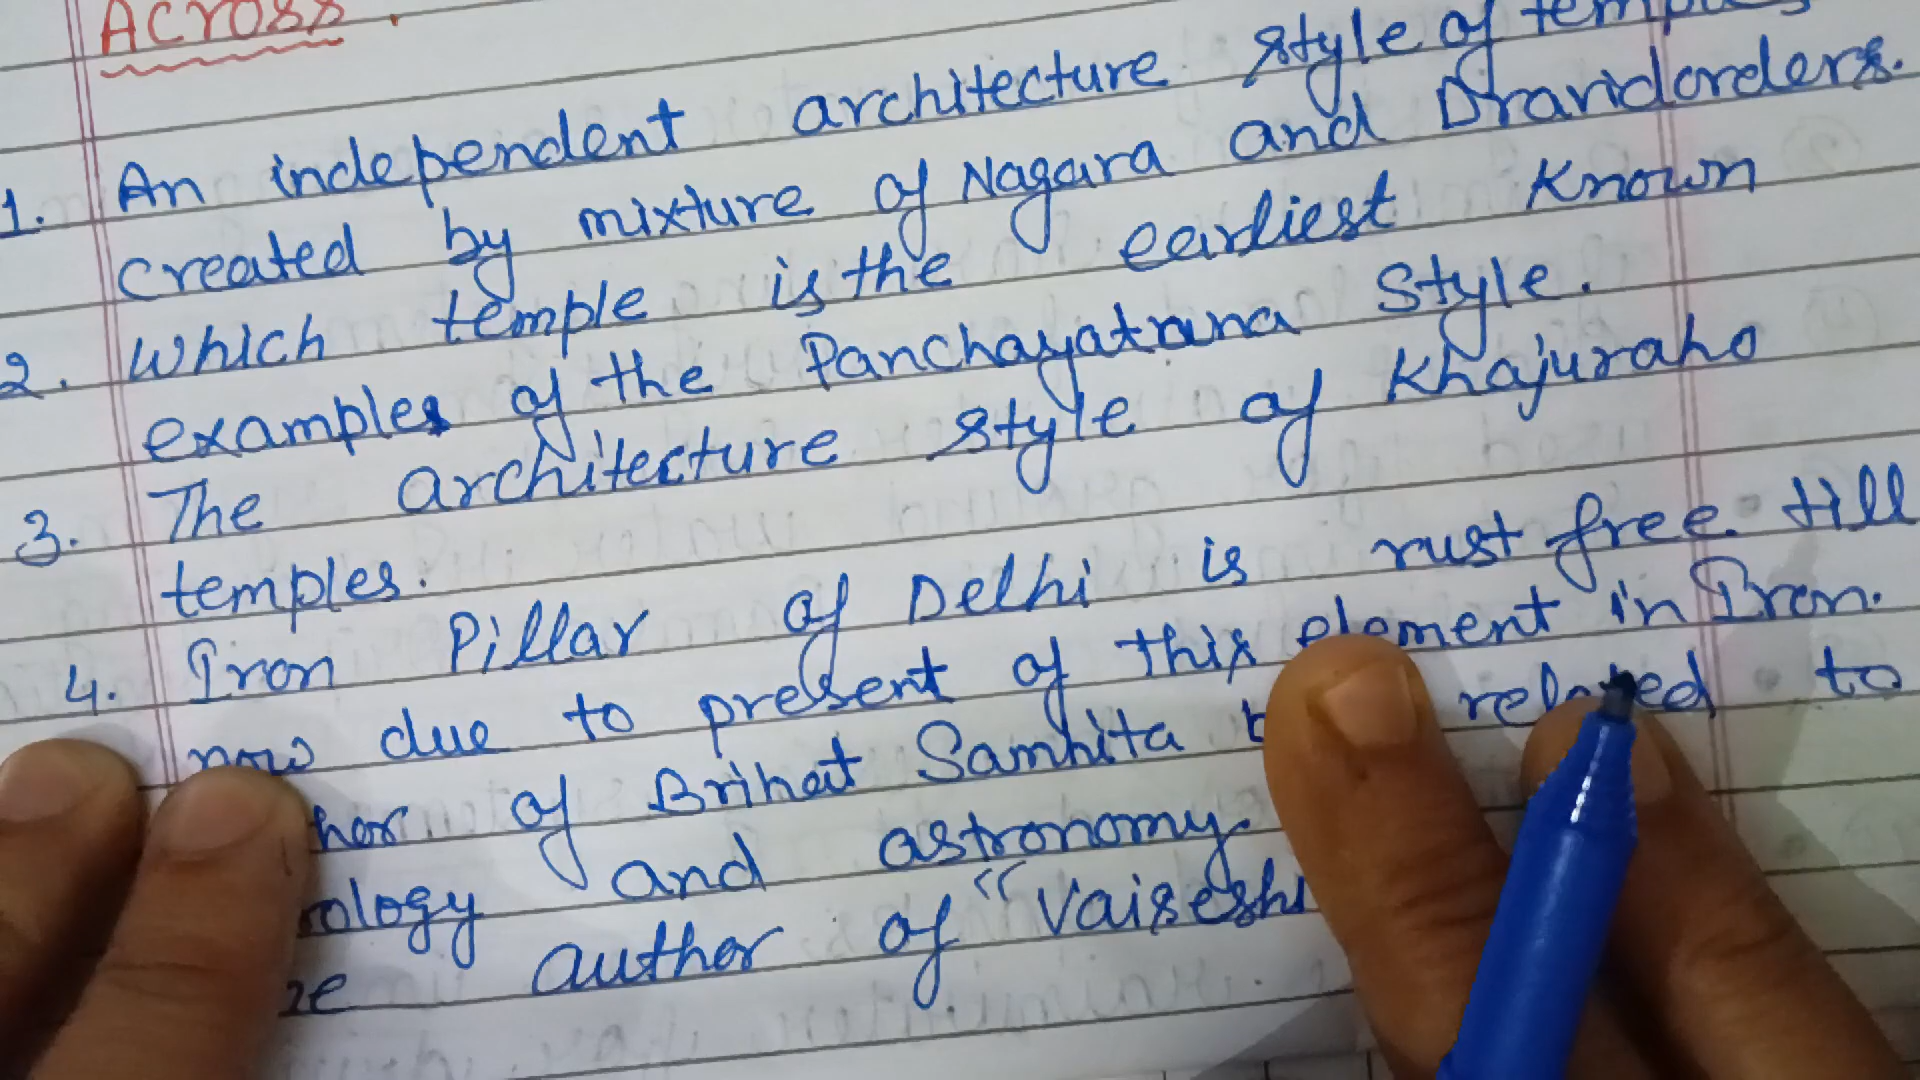 Across.
1. An independent architecture style of temples
created by mixture of Nagara and Dravidorders.
2. which temple is the earliest known
examples of the Panchayatana style.
3. The architecture style of Khajuraho
temples.
4. Iron Pillar of Delhi is rust free till
now due to present of this element in Iron.
of Brihat Samhita related to
and astronomy.
author of "